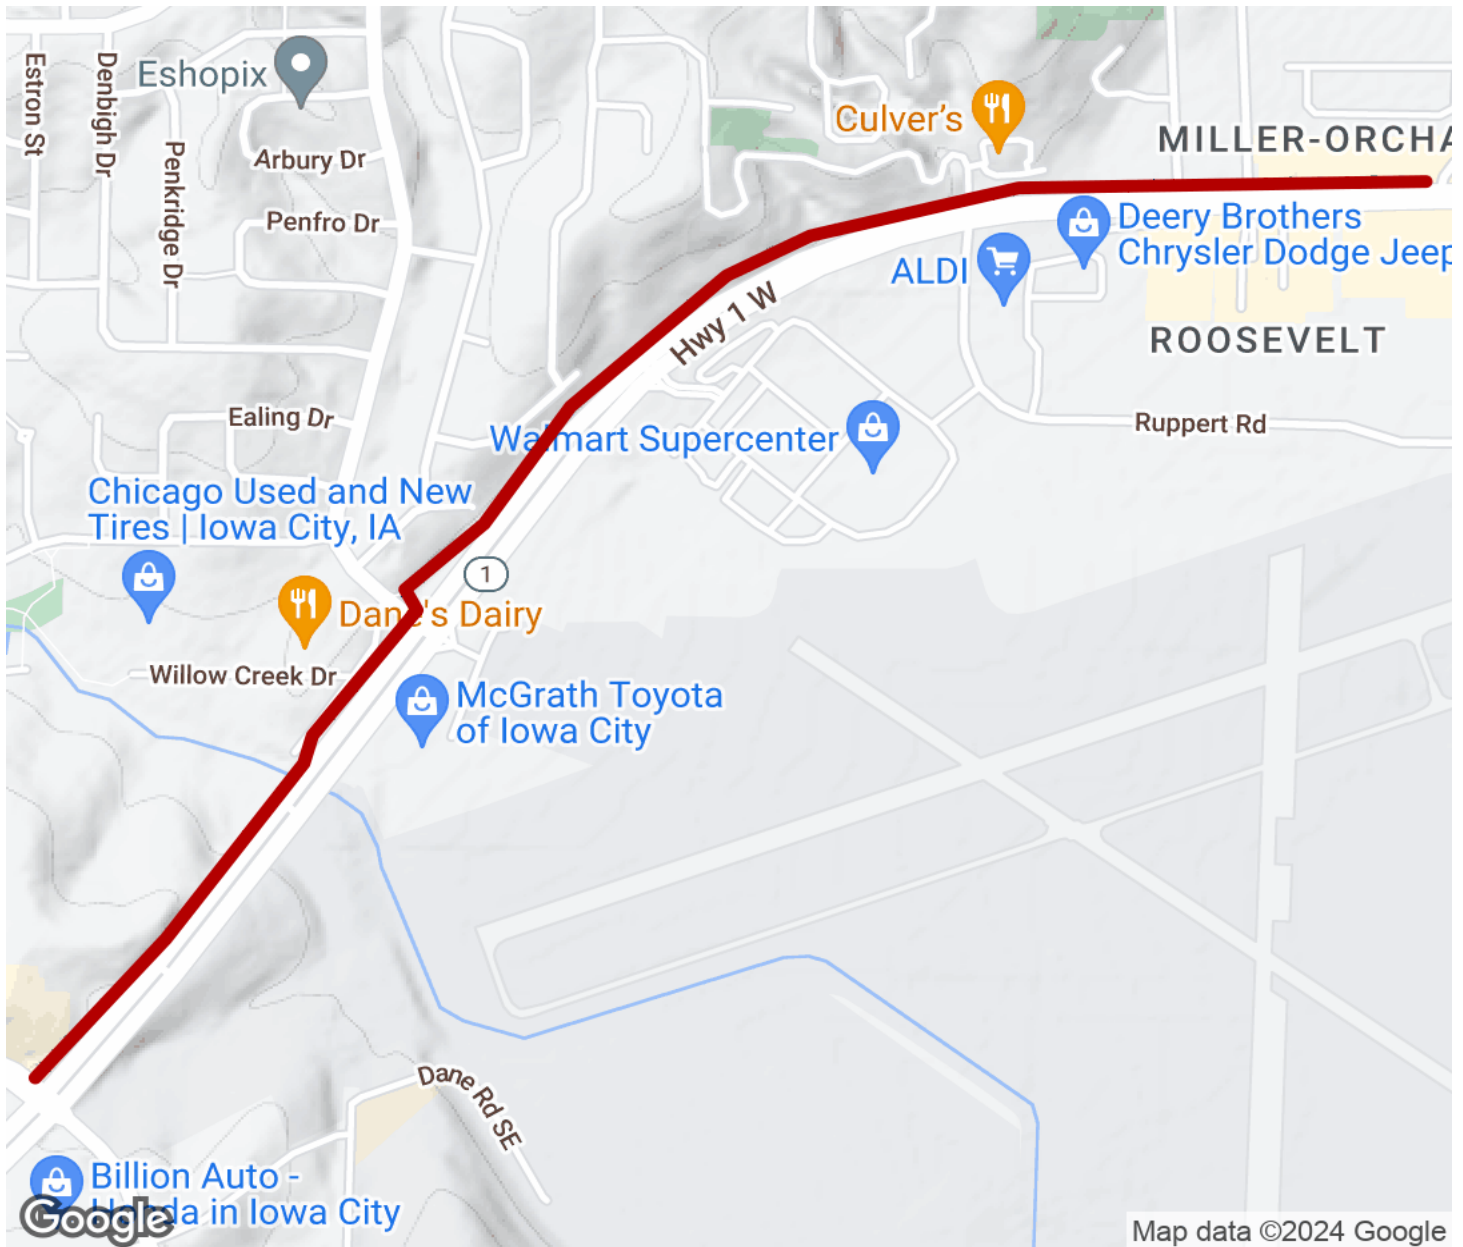 Estron St
Denbigh Dr
Eshopix
Penkridge Dr
Arbury Dr
Penfro Dr
Culver's
MILLER-ORCHA
Deery Brothers
Chrysler Dodge Jeep
ALDI
Hwy 1 W
ROOSEVELT
Ealing Dr
Walmart Supercenter
Ruppert Rd
Chicago Used and New
Tires | Iowa City, IA
1
Dane's Dairy
Willow Creek Dr
McGrath Toyota
of Iowa City
Dane Rd SE
Billion Auto -
Honda in Iowa City
Google
Map data ©2024 Google